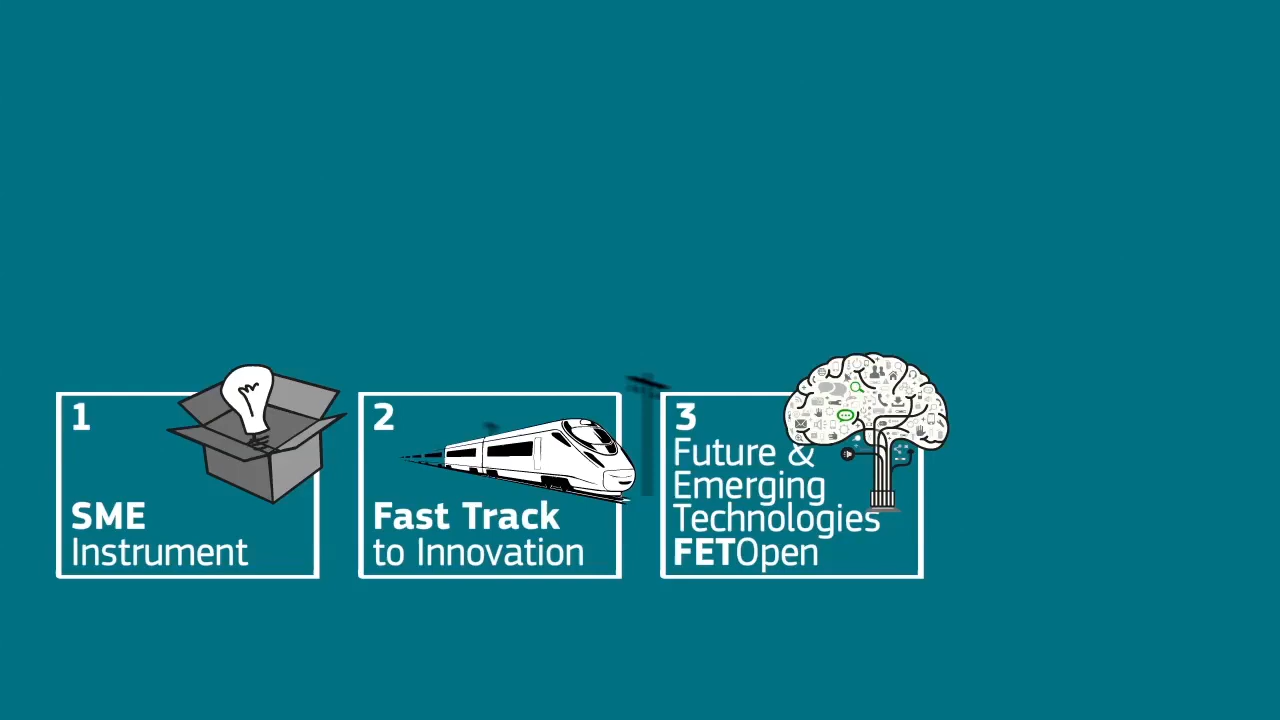 1
SME
Instrument
2
Fast Track
to Innovation
3
Future &
Emerging
Technologies
FETOpen